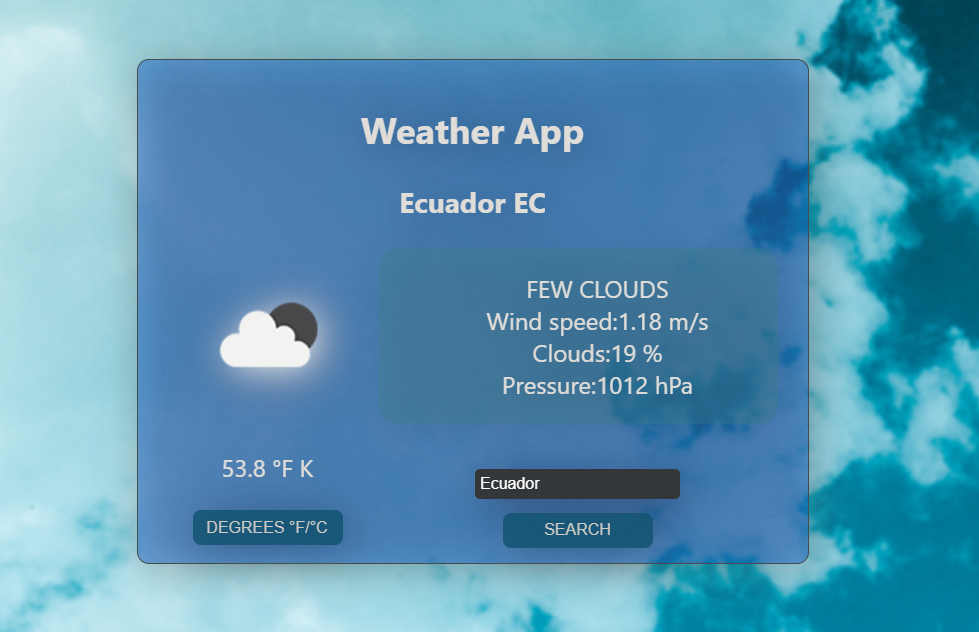 Weather App
Ecuador EC
FEW CLOUDS
Wind speed:1.18 m/s
Clouds:19 %
Pressure:1012 hPa
53.8 °F K
DEGREES °F/°C
Ecuador
SEARCH